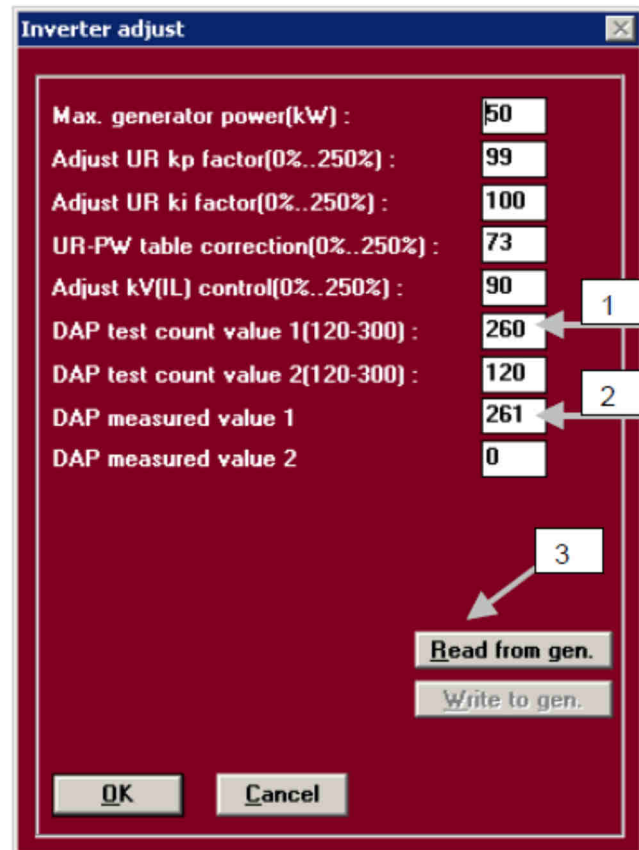 Inverter adjust
Max. generator power(kW) : 50
Adjust UR kp factor(0%..250%) : 99
Adjust UR ki factor(0%..250%) : 100
UR-PW table correction(0%..250%) : 73
Adjust kV(IL) control(0%..250%) : 90
1
DAP test count value 1(120-300) : 260
DAP test count value 2(120-300) : 120
2
DAP measured value 1 261
DAP measured value 2 0
3
Read from gen.
Write to gen.
OK Cancel